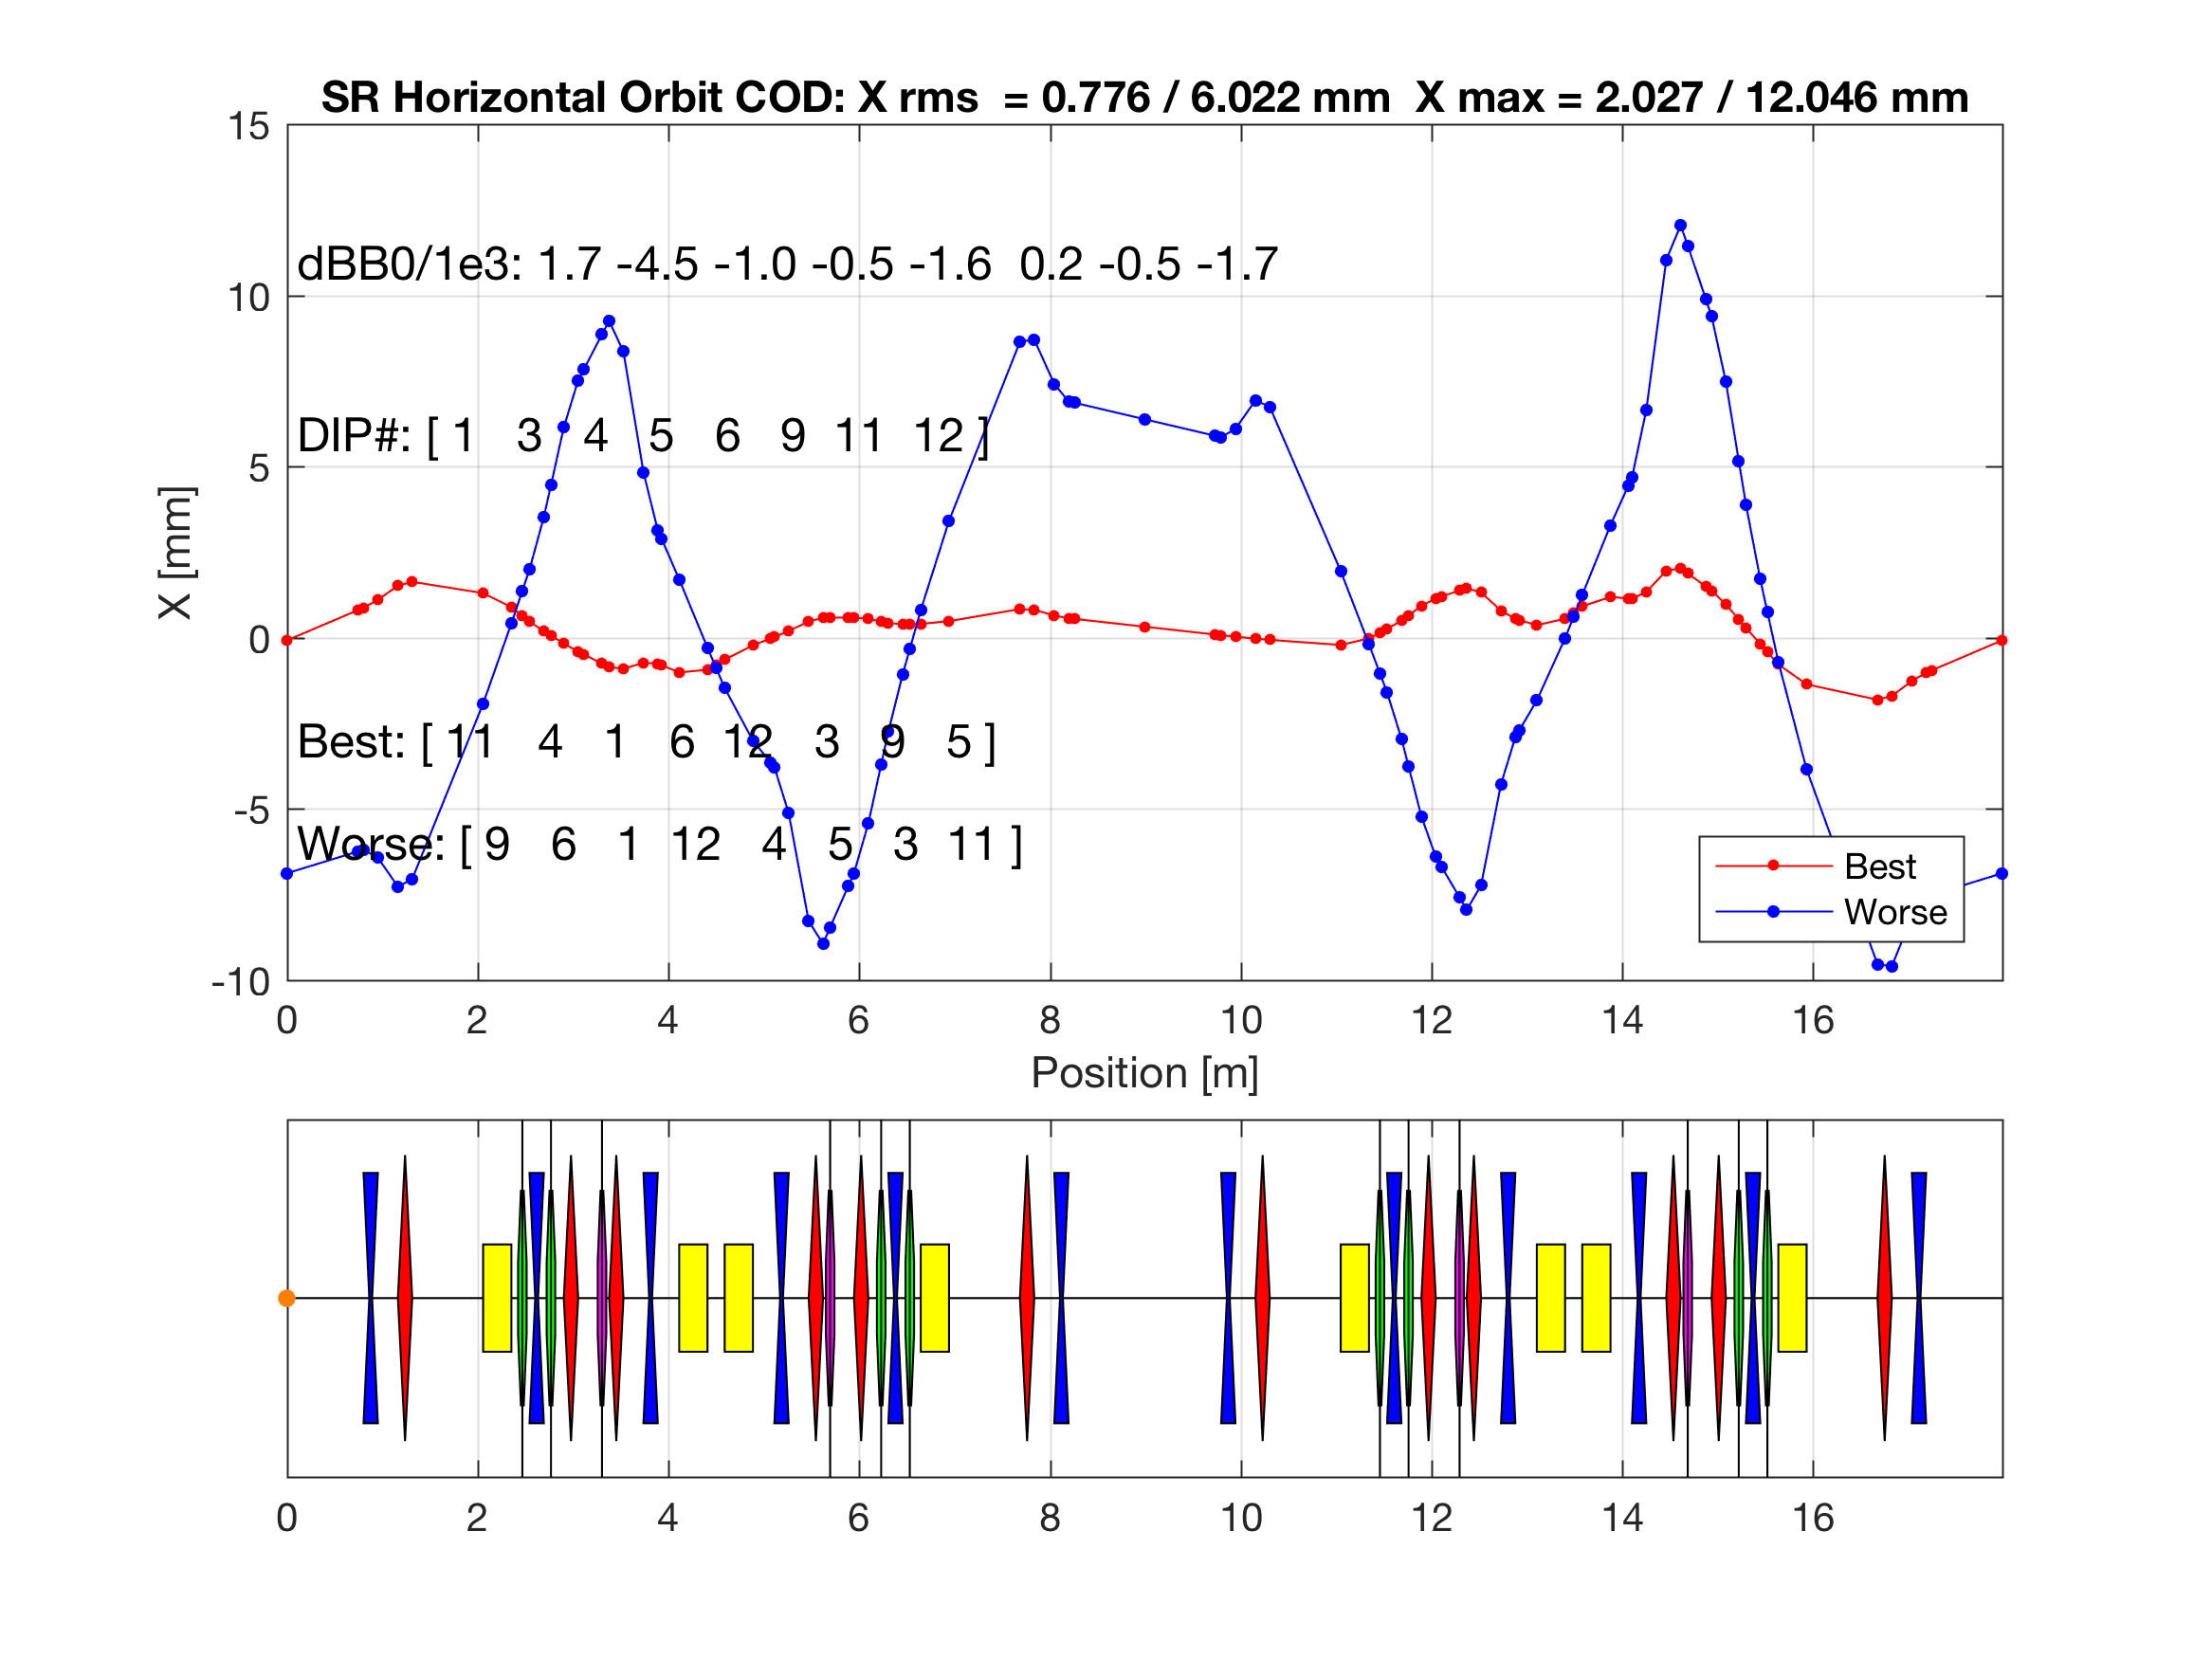 SR Horizontal Orbit COD: X rms = 0.776 / 6.022 mm X max = 2.027 / 12.046 mm
15
10
5
0
-5
-10
X [mm]
dBB0/1e3: 1.7 -4.5 -1.0 -0.5 -1.6 0.2 -0.5 -1.7
DIP#: [ 1 3 4 5 6 9 11 12 ]
Best: [ 11 4 1 6 12 3 9 5 ]
Worse: [ 9 6 1 12 4 5 3 11 ]
Best
Worse
0 2 4 6 8 10 12 14 16
Position [m]
0 2 4 6 8 10 12 14 16